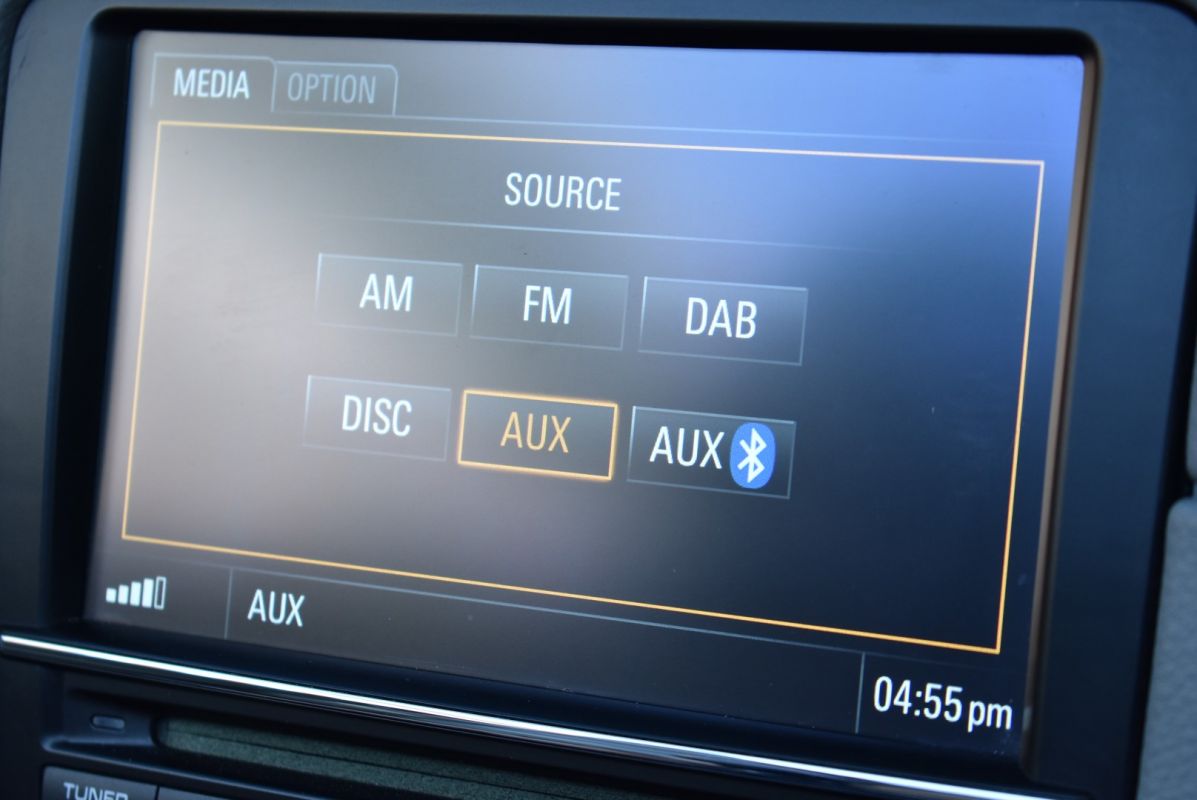 MEDIA OPTION
SOURCE
AM FM DAB
DISC AUX AUX
AUX
04:55 pm
TUNER